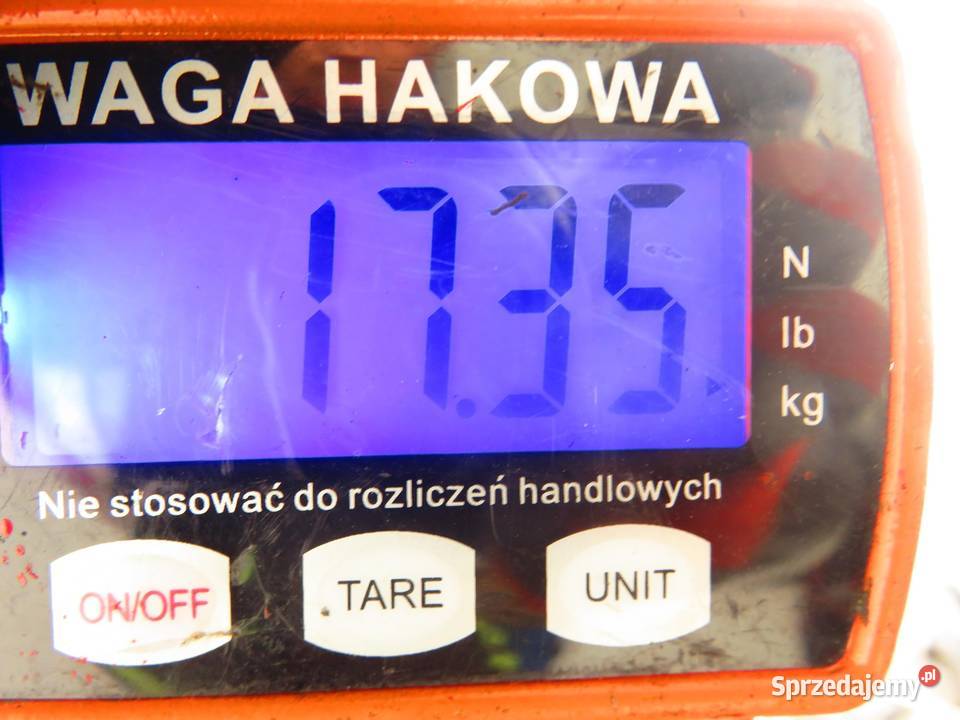 WAGA HAKOWA
17.35
N
lb
kg
Nie stosować do rozliczeń handlowych
ON/OFF TARE UNIT
Sprzedajemy.pl